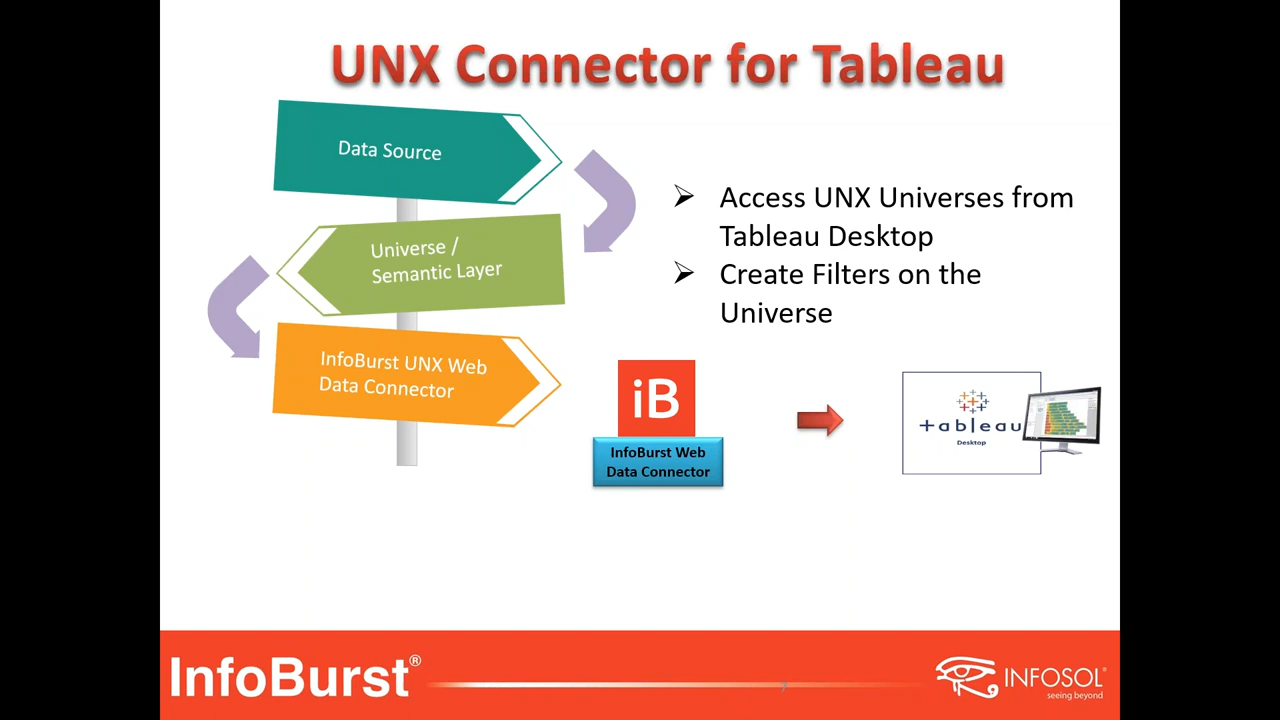 UNX Connector for Tableau
Data Source
Universe /
Semantic Layer
InfoBurst UNX Web
Data Connector
➢ Access UNX Universes from
Tableau Desktop
➢ Create Filters on the
Universe
iB
InfoBurst Web
Data Connector
+ableau
Desktop
InfoBurst®
INFOSOL®
seeing beyond